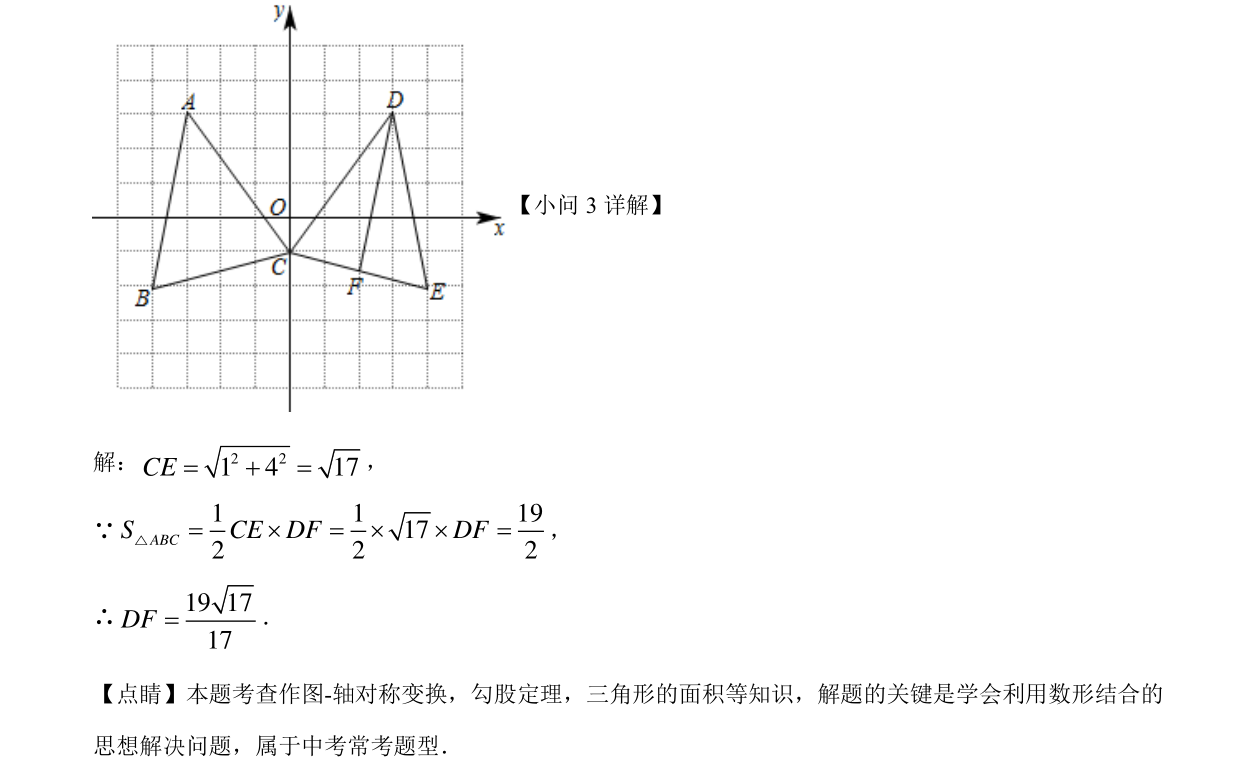 y
A
D
O
x
C
F
B
E
【小问 3 详解】
解：CE = √(1² + 4²) = √17，
∵ S△ABC = 1/2 CE × DF = 1/2 × √17 × DF = 19/2，
∴ DF = 19√17/17．
【点睛】本题考查作图-轴对称变换，勾股定理，三角形的面积等知识，解题的关键是学会利用数形结合的
思想解决问题，属于中考常考题型．